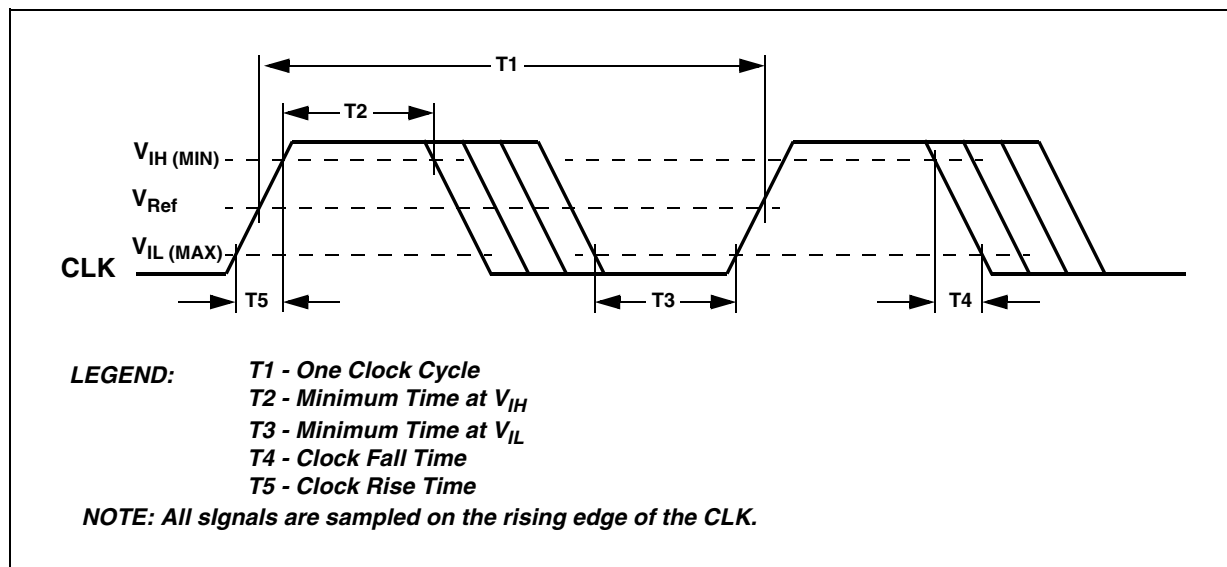 T1
T2
VIH (MIN)
VRef
VIL (MAX)
CLK
T5
T3
T4
LEGEND:
T1 - One Clock Cycle
T2 - Minimum Time at VIH
T3 - Minimum Time at VIL
T4 - Clock Fall Time
T5 - Clock Rise Time
NOTE: All sIgnals are sampled on the rising edge of the CLK.